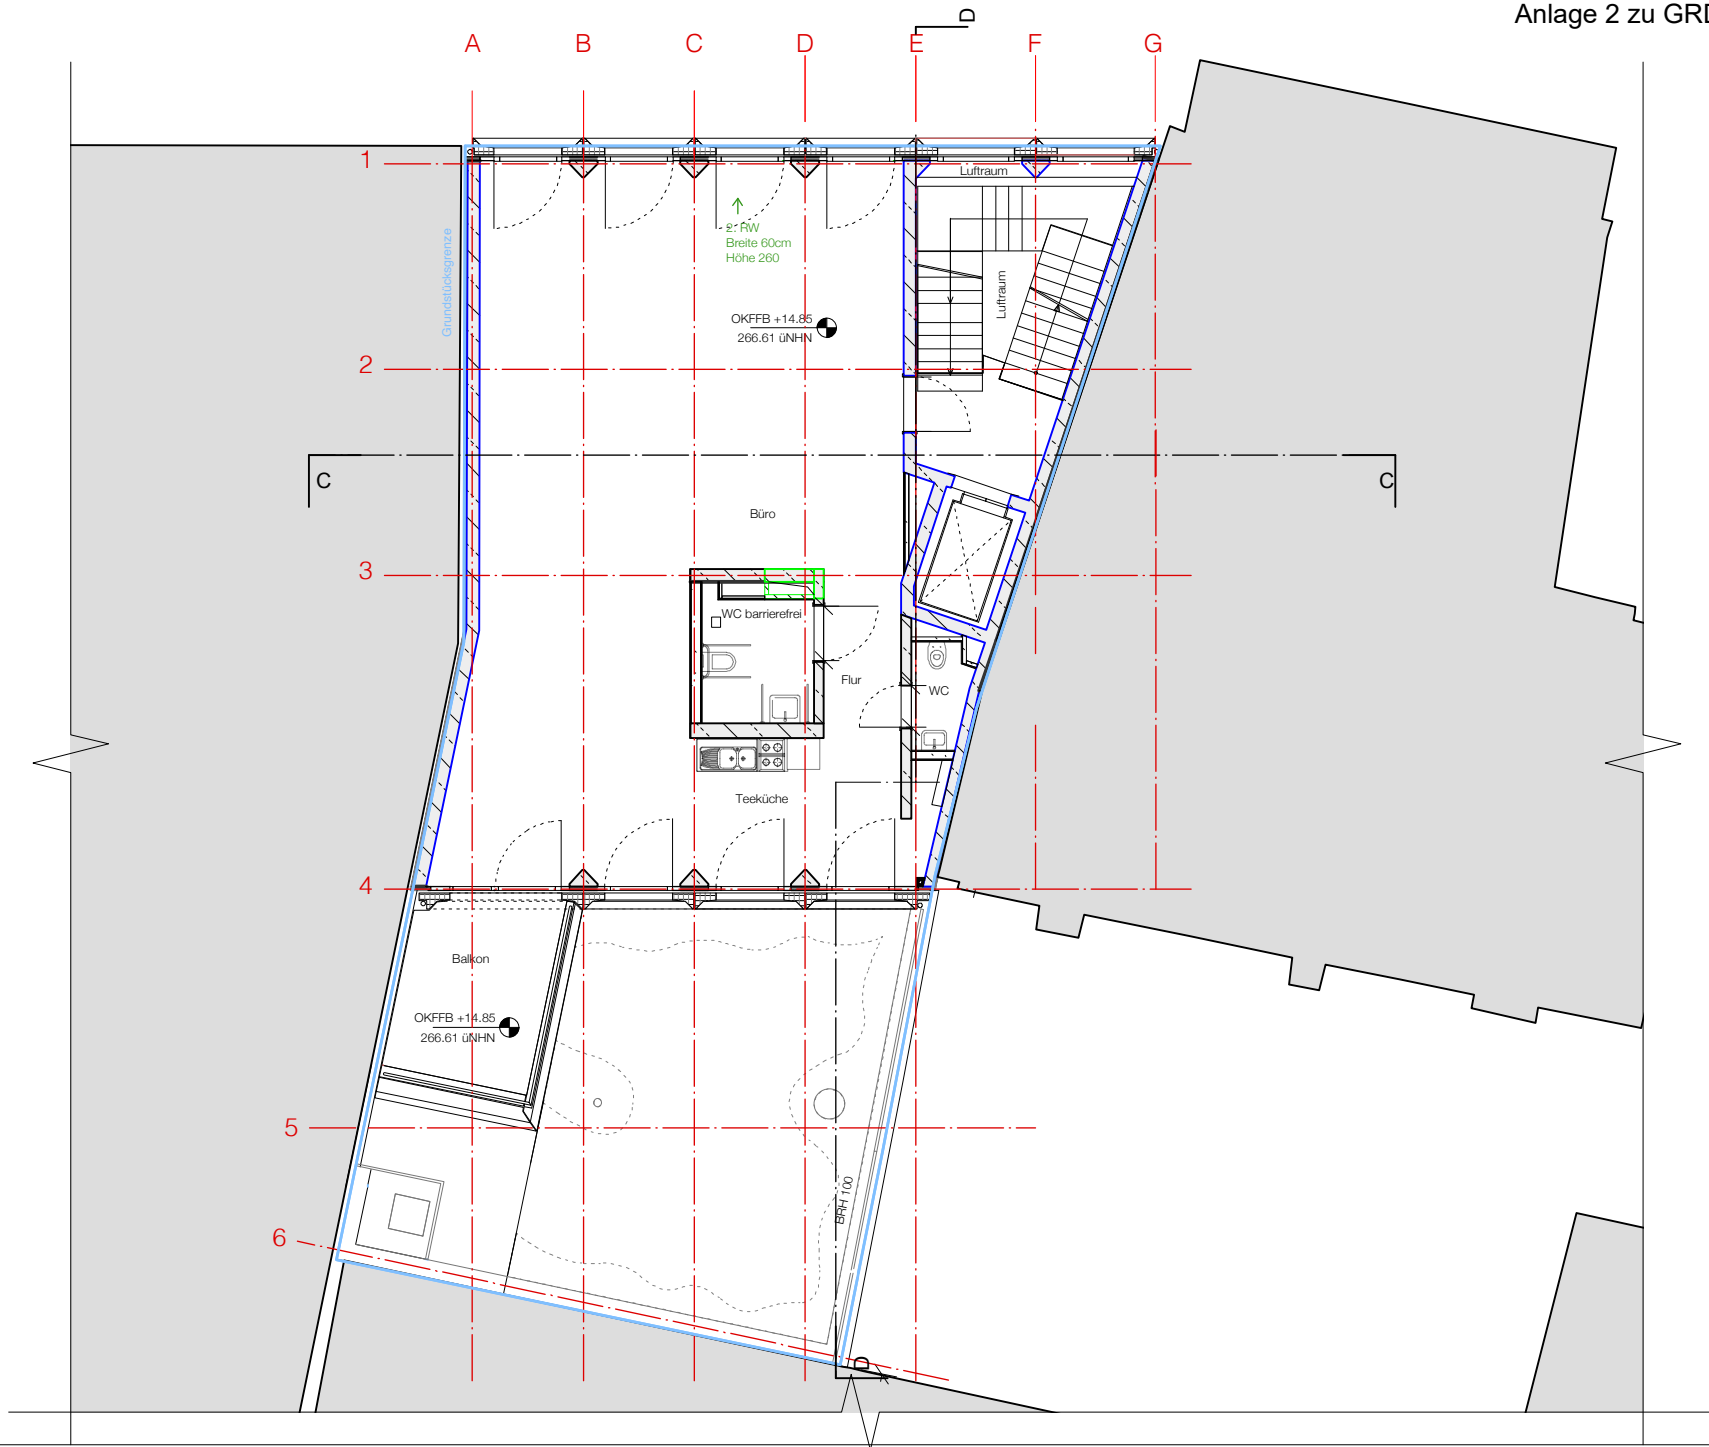 Anlage 2 zu GRD
D
A B C D E F G
1
Luftraum
Grundstücksgrenze
2. RW
Breite 60cm
Höhe 260
Luftraum
OKFFB +14.85
266.61 üNHN
2
C
C
Büro
3
WC barrierefrei
Flur
WC
Teeküche
4
Balkon
OKFFB +14.85
266.61 üNHN
5
BRH 100
6
D